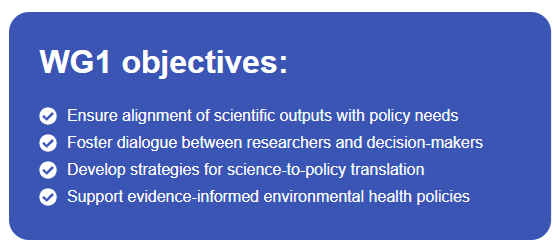 WG1 objectives:
Ensure alignment of scientific outputs with policy needs
Foster dialogue between researchers and decision-makers
Develop strategies for science-to-policy translation
Support evidence-informed environmental health policies